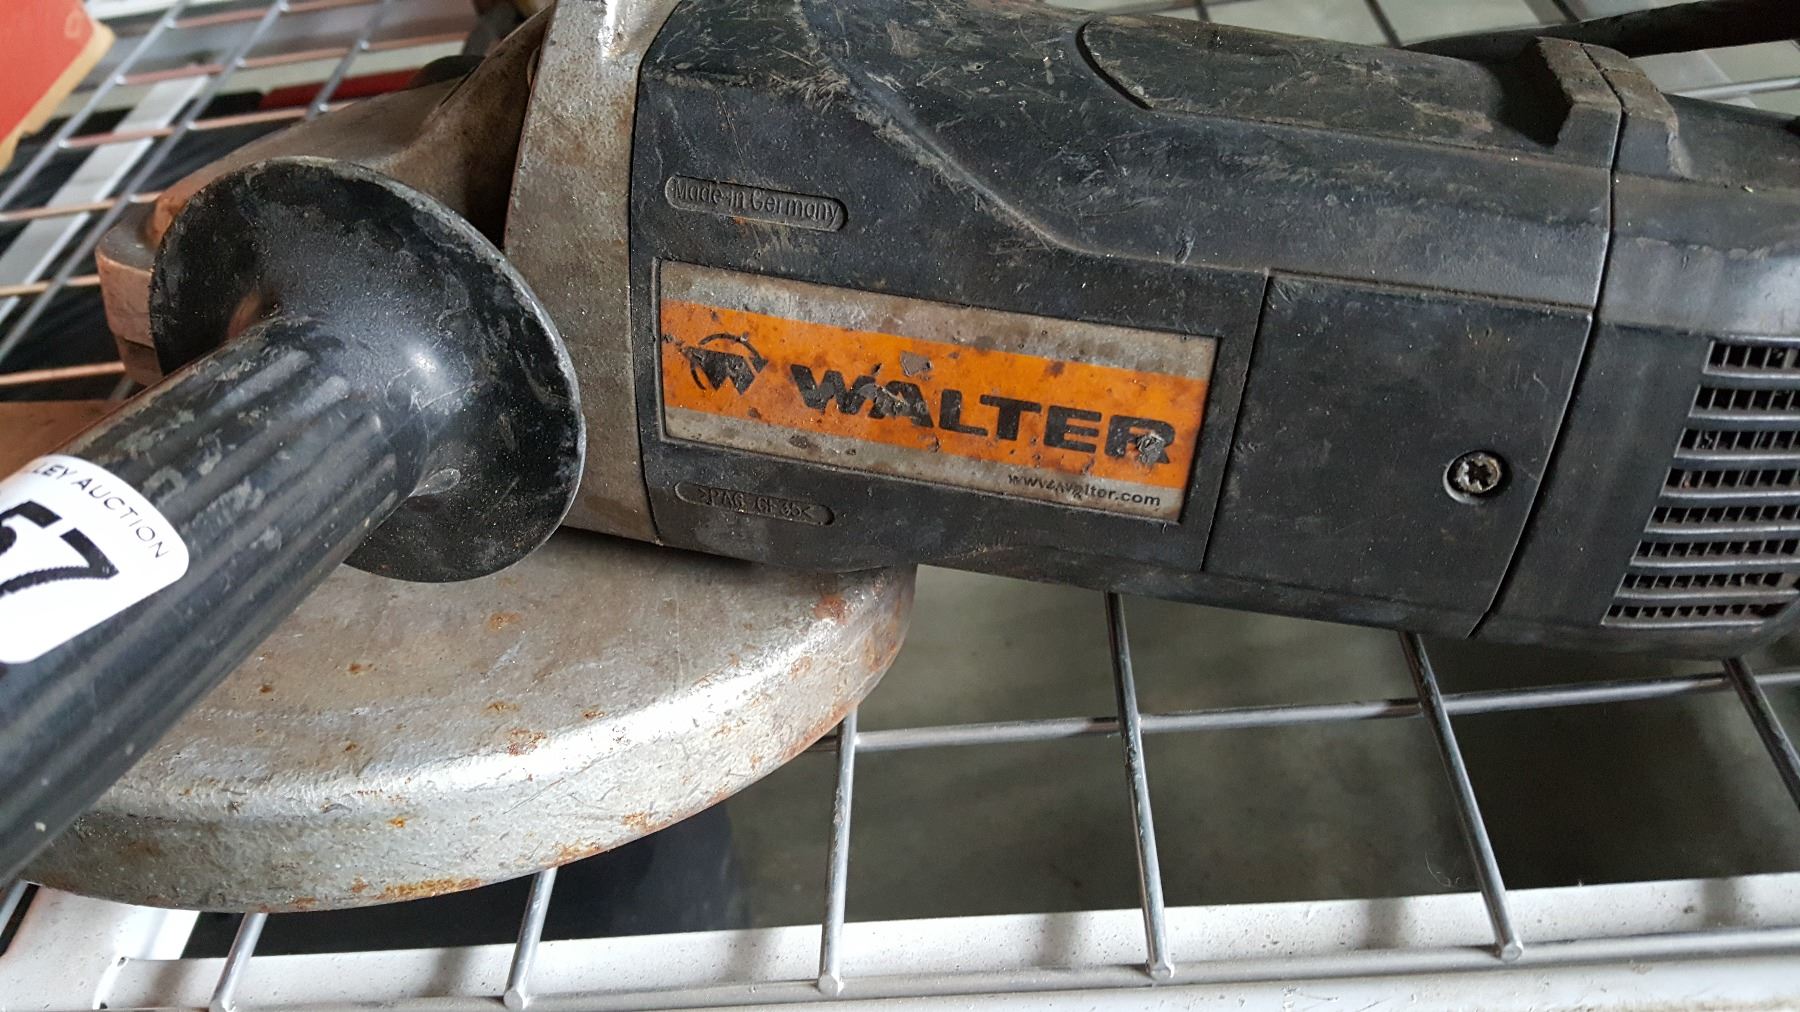 Made in Germany
WALTER
www.walter.com
>PA6-GF35<
LEY AUCTION
57